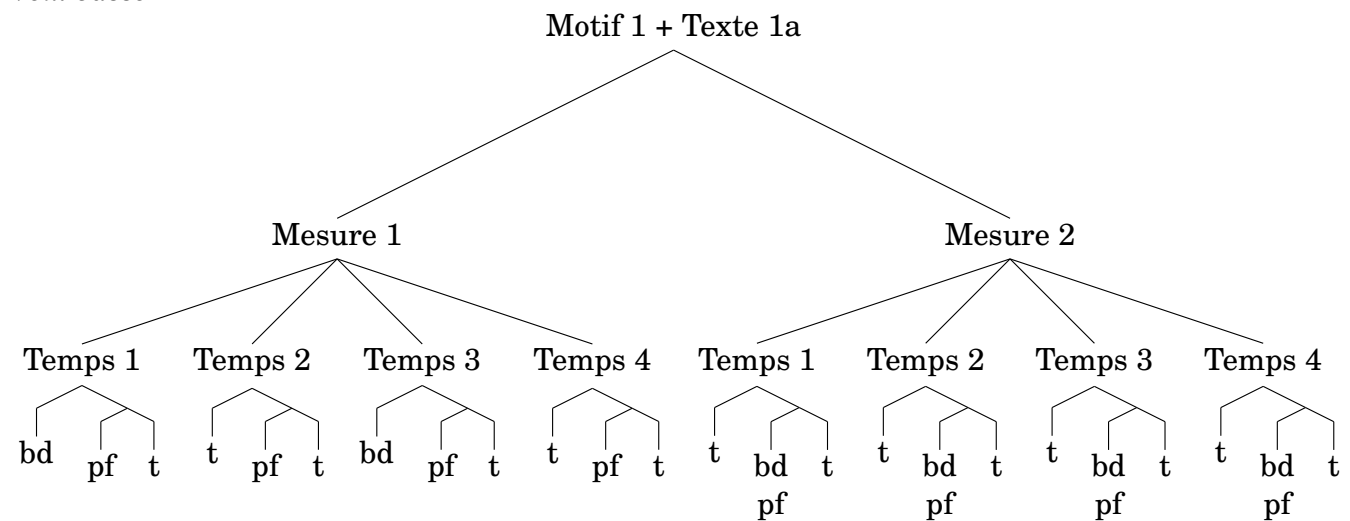 Motif 1 + Texte 1a
Mesure 1 Mesure 2
Temps 1 Temps 2 Temps 3 Temps 4 Temps 1 Temps 2 Temps 3 Temps 4
bd pf t t pf t bd pf t t pf t t bd t t bd t t bd t t bd t
pf pf pf pf